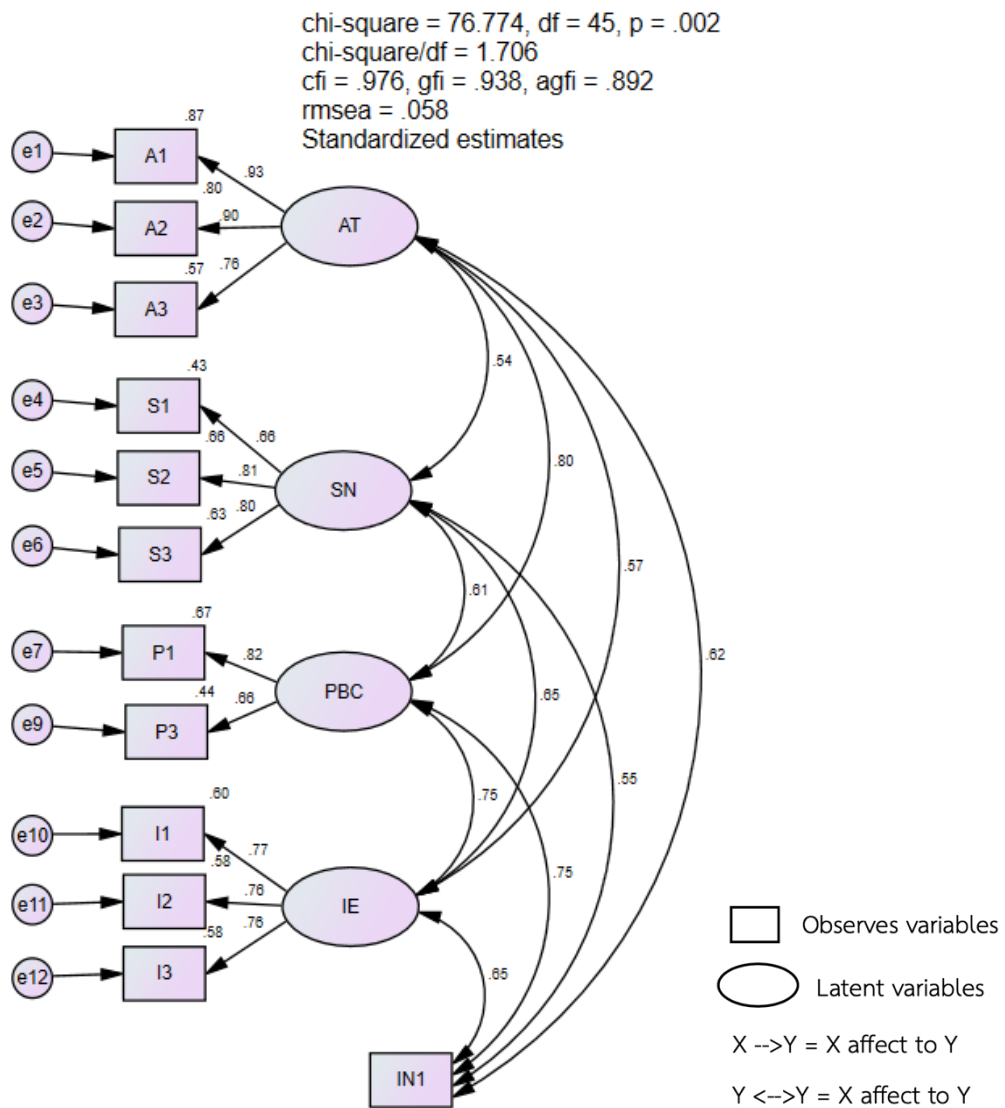 chi-square = 76.774, df = 45, p = .002
chi-square/df = 1.706
cfi = .976, gfi = .938, agfi = .892
rmsea = .058
Standardized estimates
.87
e1
A1
.93
.80
e2
A2
.90
AT
.57
.76
e3
A3
.54
.43
e4
S1
.66
.66
e5
S2
.81
SN
.80
.63
.80
e6
S3
.57
.61
.67
e7
P1
.82
.62
.44
.66
PBC
.65
e9
P3
.55
.60
.75
e10
I1
.77
.58
.75
e11
I2
.76
IE
.58
.76
e12
I3
.65
IN1
Observes variables
Latent variables
X -->Y = X affect to Y
Y <-->Y = X affect to Y